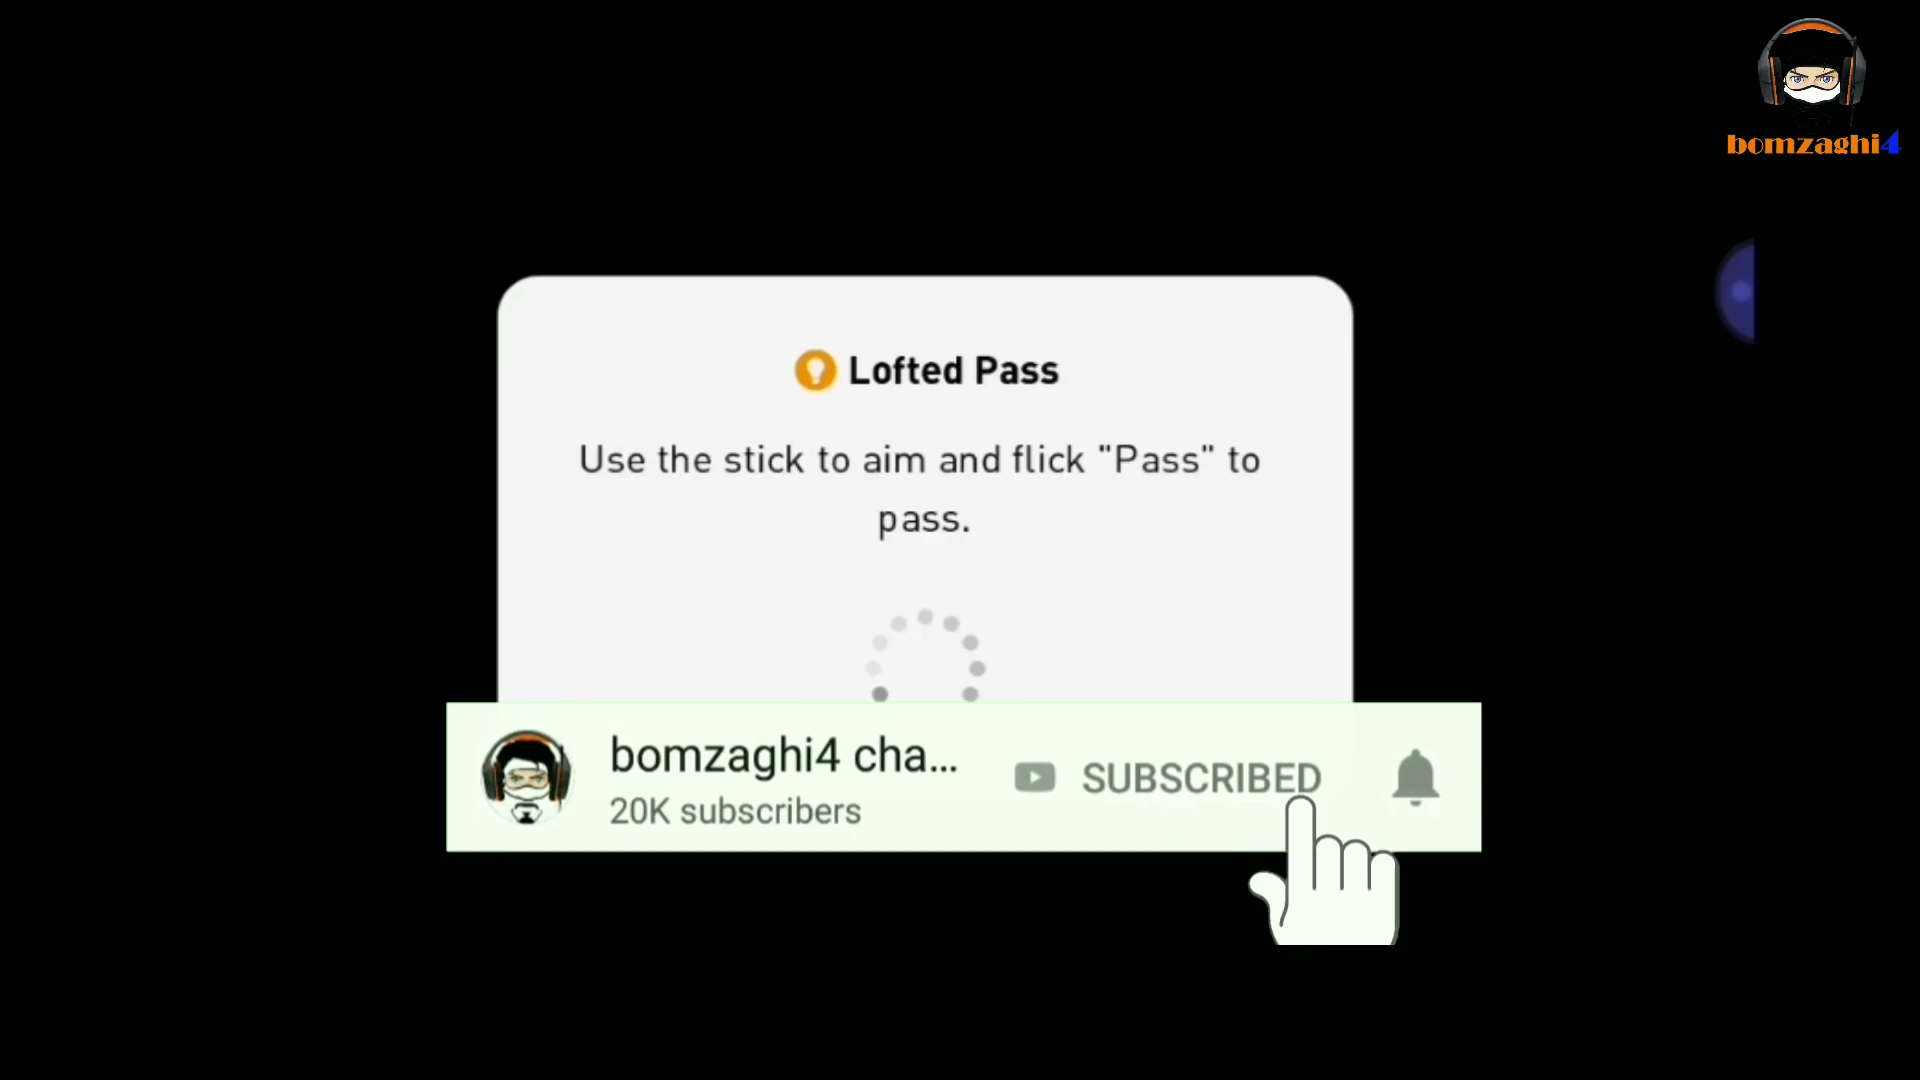 bomzaghi4
Lofted Pass
Use the stick to aim and flick "Pass" to
pass.
bomzaghi4 cha...
20K subscribers
SUBSCRIBED